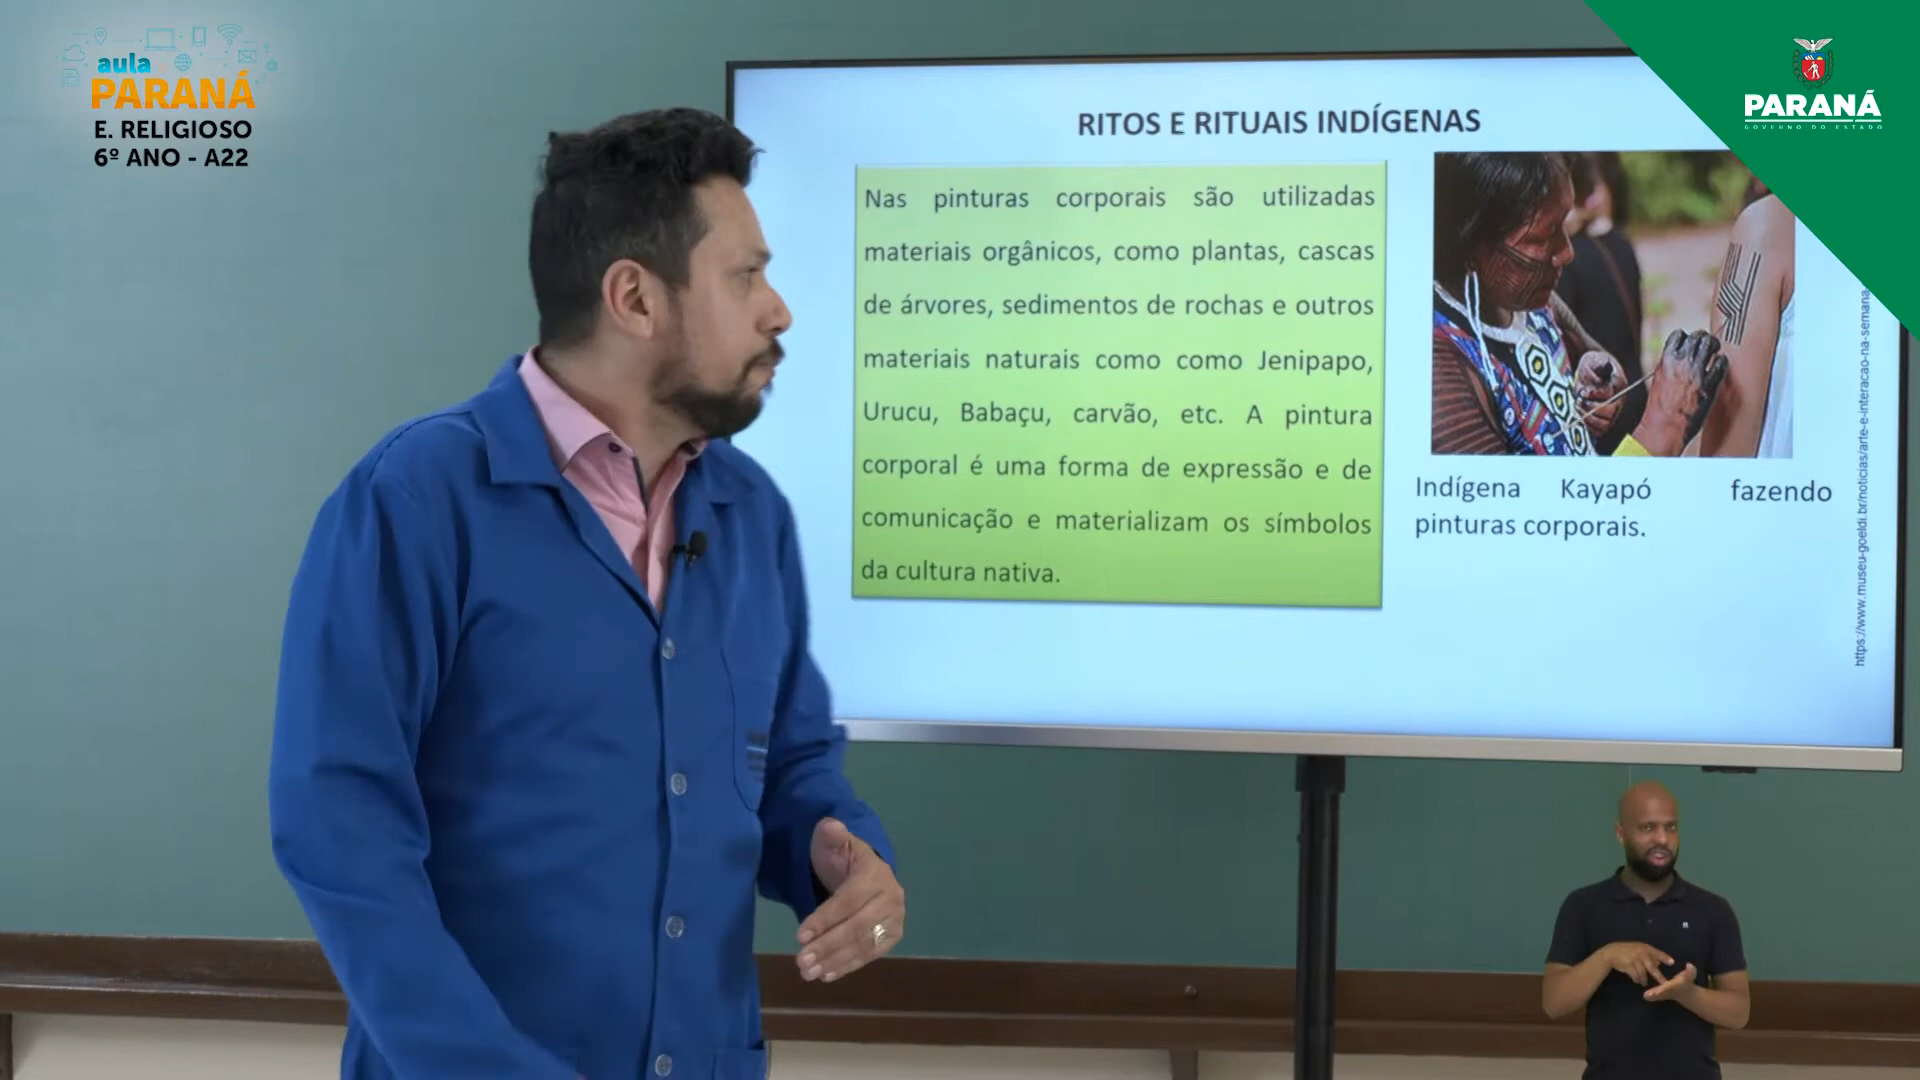 aula
PARANÁ
E. RELIGIOSO
6º ANO - A22
RITOS E RITUAIS INDÍGENAS
Nas pinturas corporais são utilizadas
materiais orgânicos, como plantas, cascas
de árvores, sedimentos de rochas e outros
materiais naturais como como Jenipapo,
Urucu, Babaçu, carvão, etc. A pintura
corporal é uma forma de expressão e de
comunicação e materializam os símbolos
da cultura nativa.
Indígena Kayapó fazendo
pinturas corporais.
https://www.museu-goeldi.br/noticias/arte-e-interacao-na-semana
PARANÁ
GOVERNO DO ESTADO